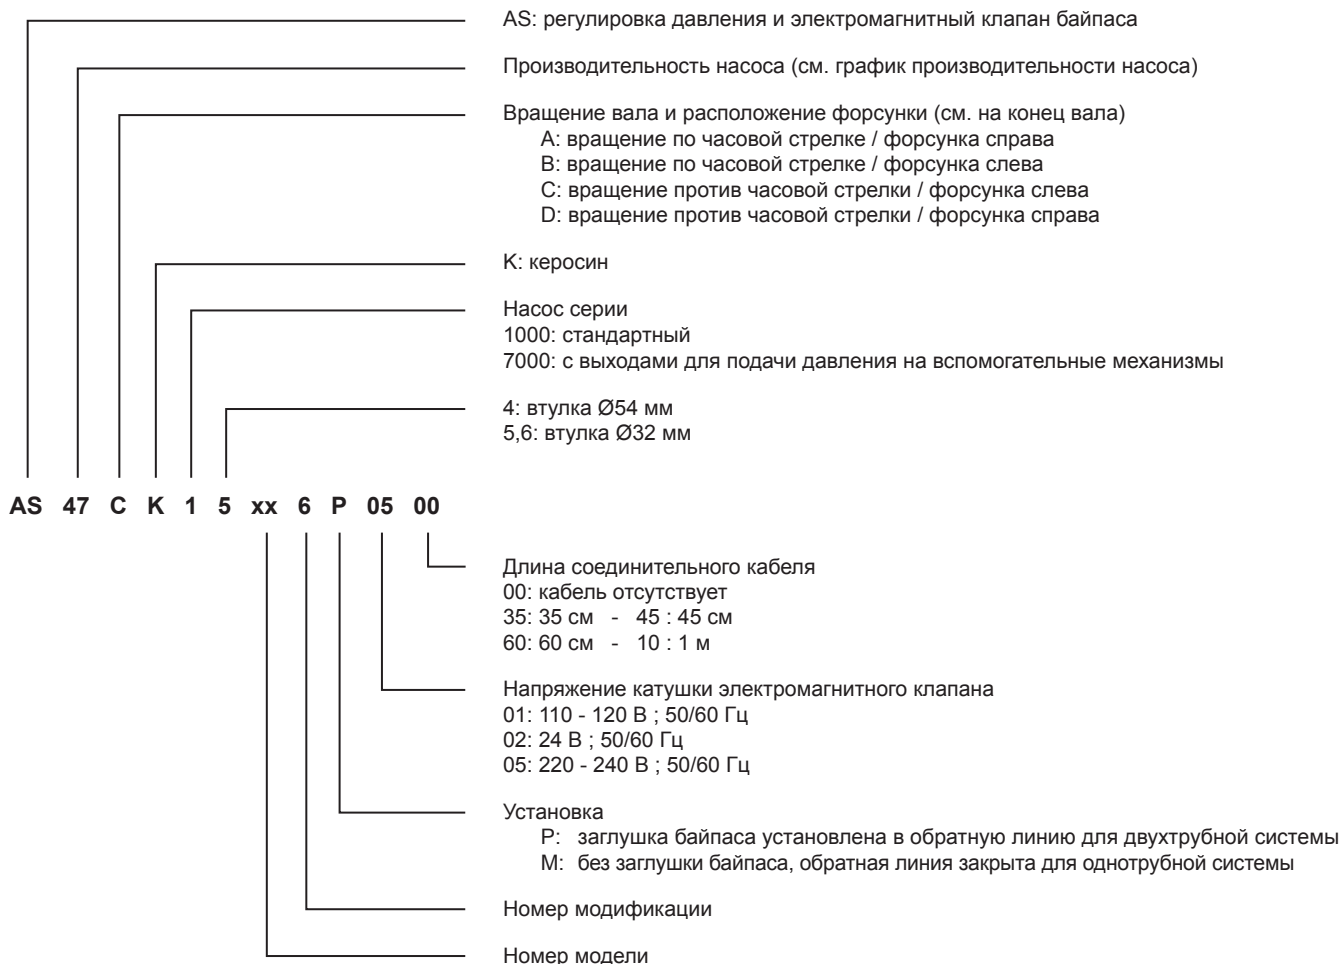 AS: регулировка давления и электромагнитный клапан байпаса
Производительность насоса (см. график производительности насоса)
Вращение вала и расположение форсунки (см. на конец вала)
A: вращение по часовой стрелке / форсунка справа
B: вращение по часовой стрелке / форсунка слева
C: вращение против часовой стрелки / форсунка слева
D: вращение против часовой стрелки / форсунка справа
K: керосин
Насос серии
1000: стандартный
7000: с выходами для подачи давления на вспомогательные механизмы
4: втулка Ø54 мм
5,6: втулка Ø32 мм
AS 47 C K 1 5 xx 6 P 05 00
Длина соединительного кабеля
00: кабель отсутствует
35: 35 см - 45 : 45 см
60: 60 см - 10 : 1 м
Напряжение катушки электромагнитного клапана
01: 110 - 120 В ; 50/60 Гц
02: 24 В ; 50/60 Гц
05: 220 - 240 В ; 50/60 Гц
Установка
P: заглушка байпаса установлена в обратную линию для двухтрубной системы
M: без заглушки байпаса, обратная линия закрыта для однотрубной системы
Номер модификации
Номер модели